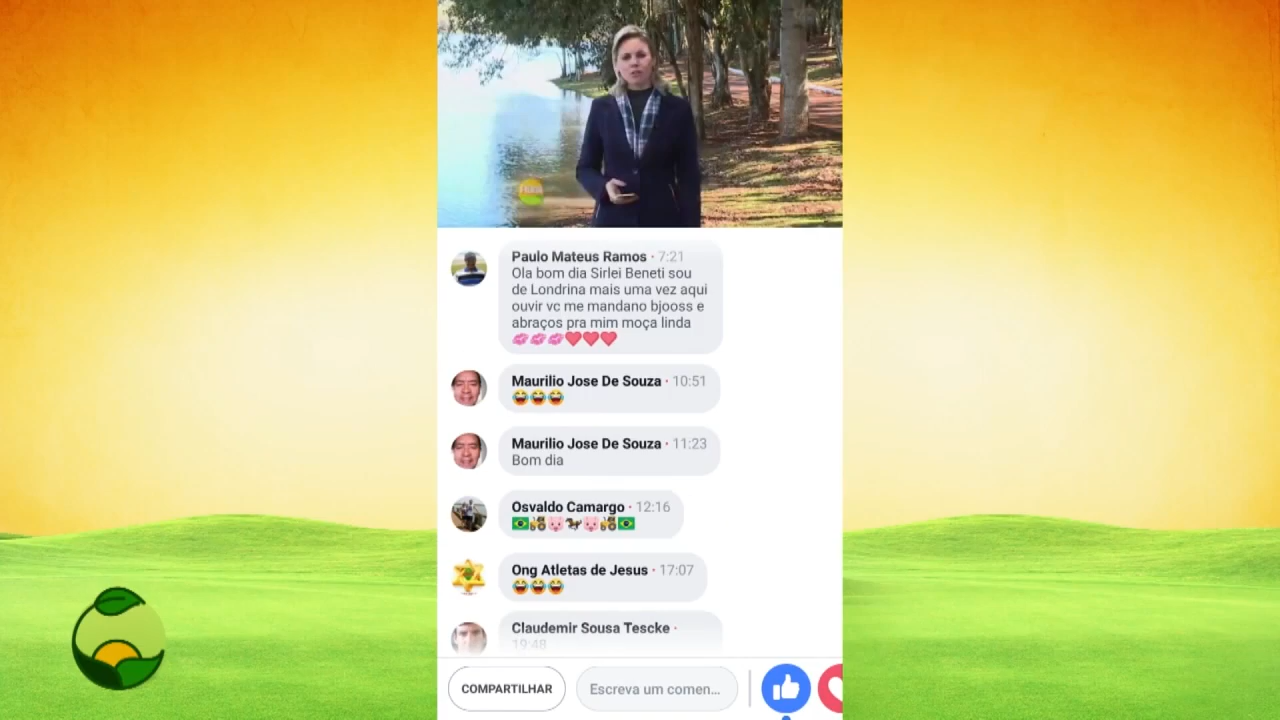 Paulo Mateus Ramos · 7:21
Ola bom dia Sirlei Beneti sou
de Londrina mais uma vez aqui
ouvir vc me mandano bjooss e
abraços pra mim moça linda
💋💋💋❤️❤️❤️
Maurilio Jose De Souza · 10:51
😂😂😂
Maurilio Jose De Souza · 11:23
Bom dia
Osvaldo Camargo · 12:16
🇧🇷🚜🐷🐎🐷🚜🇧🇷
Ong Atletas de Jesus · 17:07
😂😂😂
Claudemir Sousa Tescke ·
19:48
COMPARTILHAR
Escreva um comen...